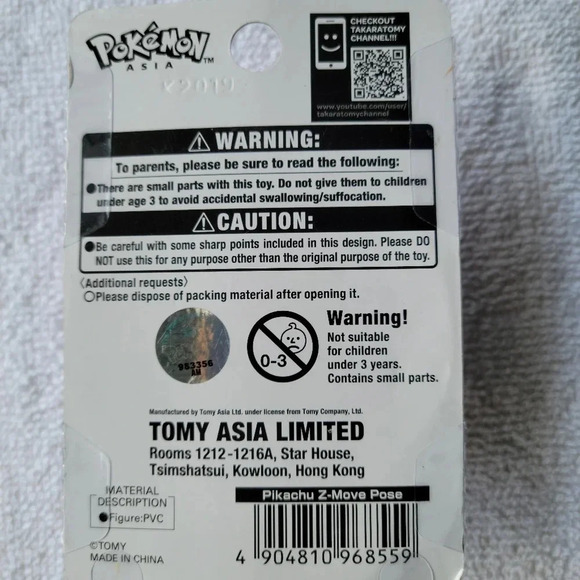 POKéMON™
ASIA
CHECKOUT
TAKARATOMY
CHANNEL!!!
www.youtube.com/user/
takaratomychannel
⚠WARNING:
To parents, please be sure to read the following:
●There are small parts with this toy. Do not give them to children
under age 3 to avoid accidental swallowing/suffocation.
⚠CAUTION:
●Be careful with some sharp points included in this design. Please DO
NOT use this for any purpose other than the original purpose of the toy.
〈Additional requests〉
○Please dispose of packing material after opening it.
983356
AM
0-3
Warning!
Not suitable
for children
under 3 years.
Contains small parts.
Manufactured by Tomy Asia Ltd. under license from Tomy Company, Ltd.
TOMY ASIA LIMITED
Rooms 1212-1216A, Star House,
Tsimshatsui, Kowloon, Hong Kong
MATERIAL
DESCRIPTION
●Figure:PVC
©TOMY
MADE IN CHINA
Pikachu Z-Move Pose
4 904810 968559